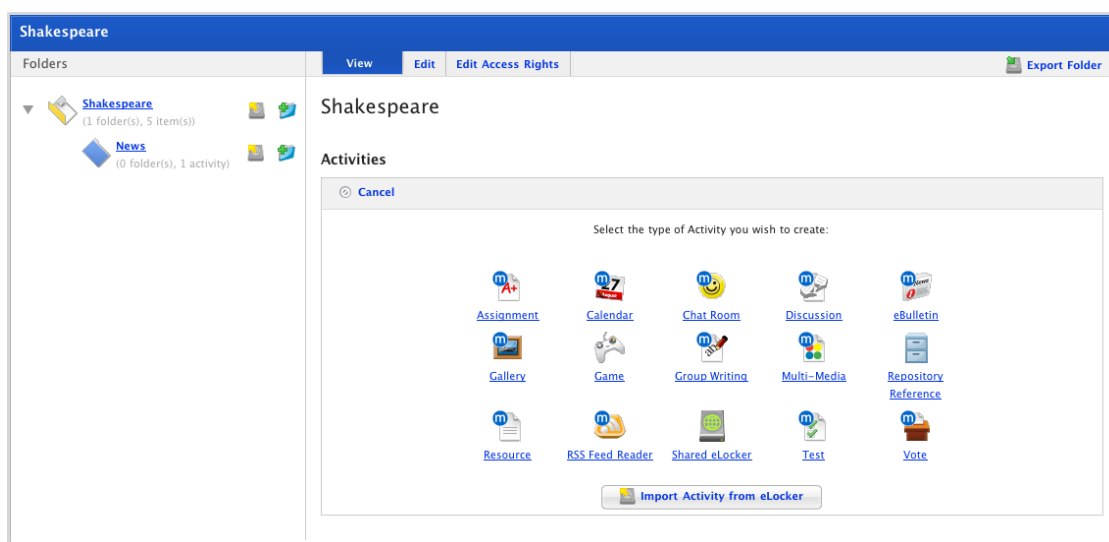 Shakespeare
Folders
View Edit Edit Access Rights Export Folder
Shakespeare
(1 folder(s), 5 item(s))
News
(0 folder(s), 1 activity)
Shakespeare
Activities
Cancel
Select the type of Activity you wish to create:
Assignment Calendar Chat Room Discussion eBulletin
Gallery Game Group Writing Multi-Media Repository
Reference
Resource RSS Feed Reader Shared eLocker Test Vote
Import Activity from eLocker